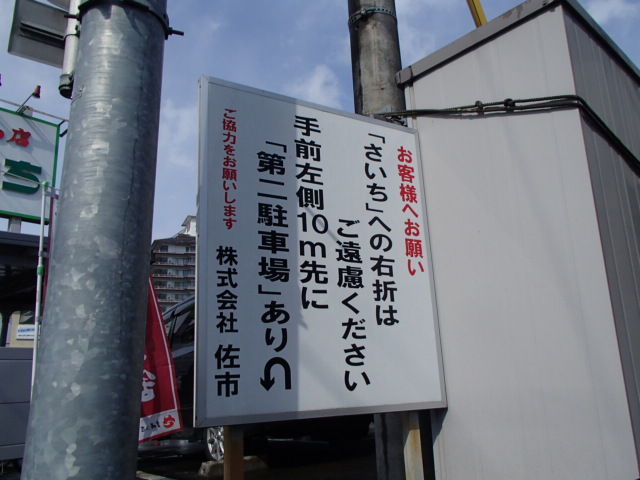 お客様へお願い
「さいち」への右折は
ご遠慮ください
手前左側10m先に
「第二駐車場」あり
ご協力をお願いします
株式会社 佐市
店
ち